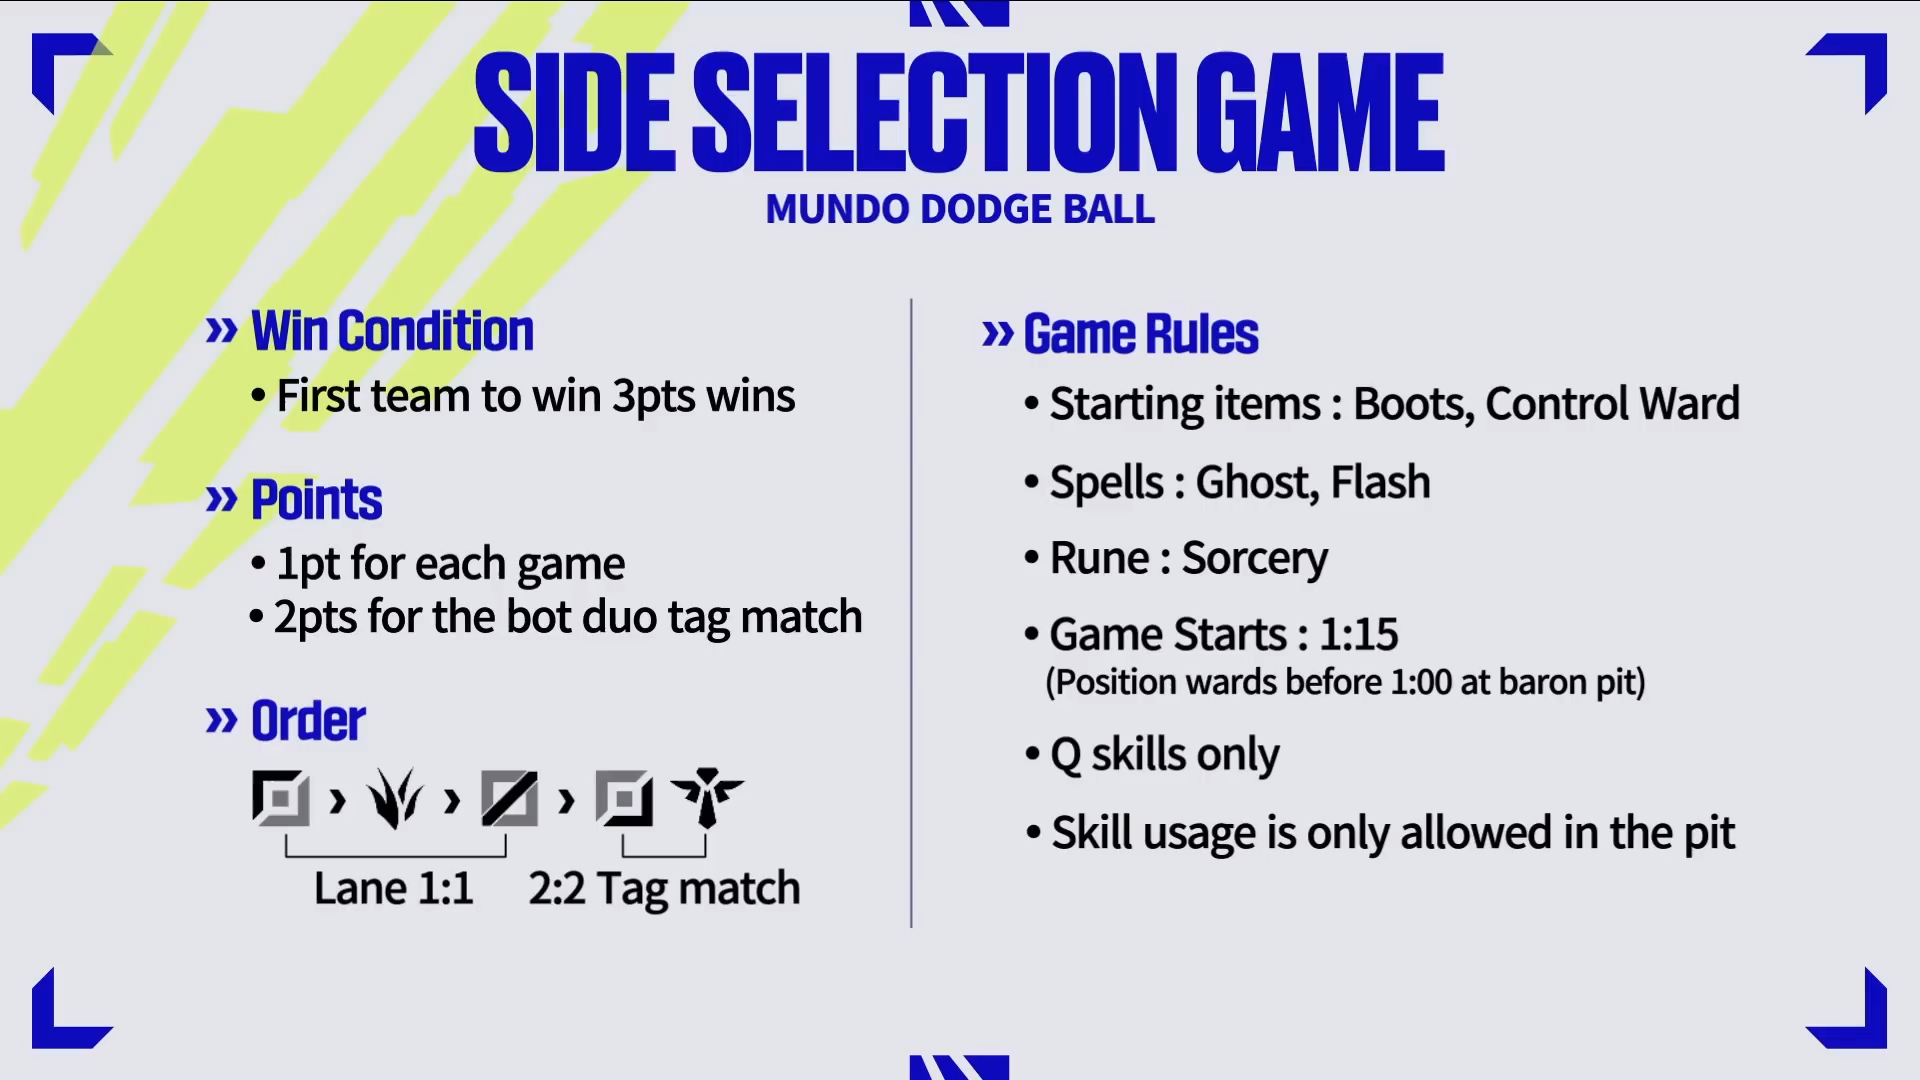 SIDE SELECTION GAME
MUNDO DODGE BALL
» Win Condition
• First team to win 3pts wins
» Points
• 1pt for each game
• 2pts for the bot duo tag match
» Order
Lane 1:1
2:2 Tag match
» Game Rules
• Starting items : Boots, Control Ward
• Spells : Ghost, Flash
• Rune : Sorcery
• Game Starts : 1:15
(Position wards before 1:00 at baron pit)
• Q skills only
• Skill usage is only allowed in the pit